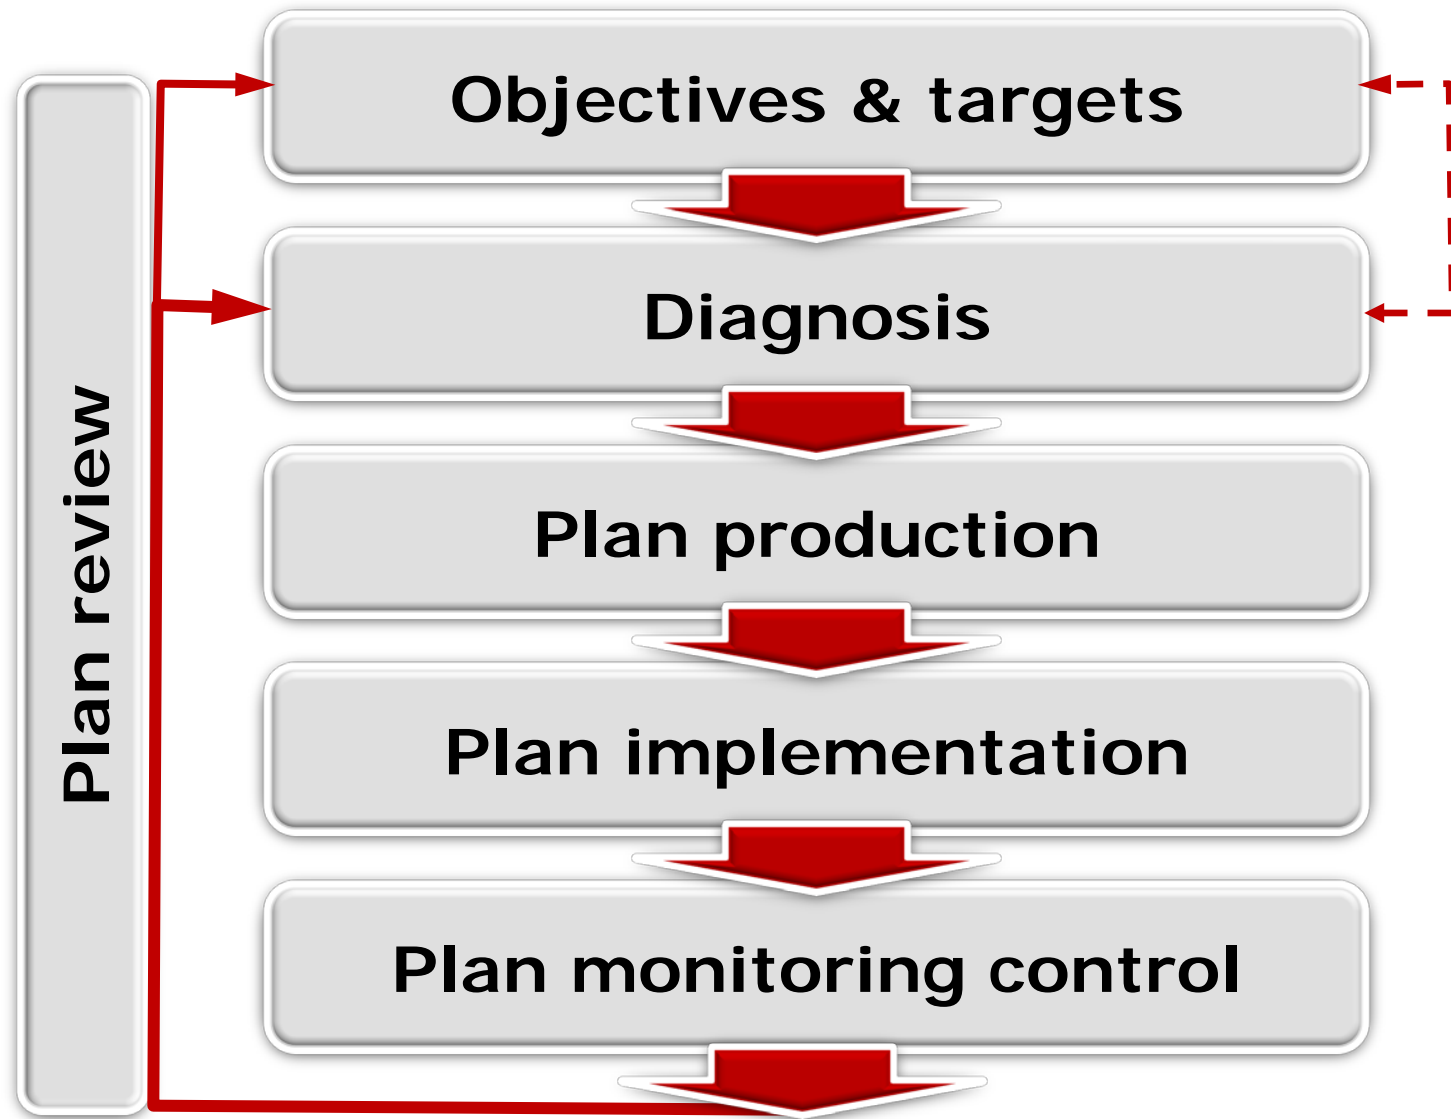 Objectives & targets
Diagnosis
Plan production
Plan implementation
Plan monitoring control
Plan review